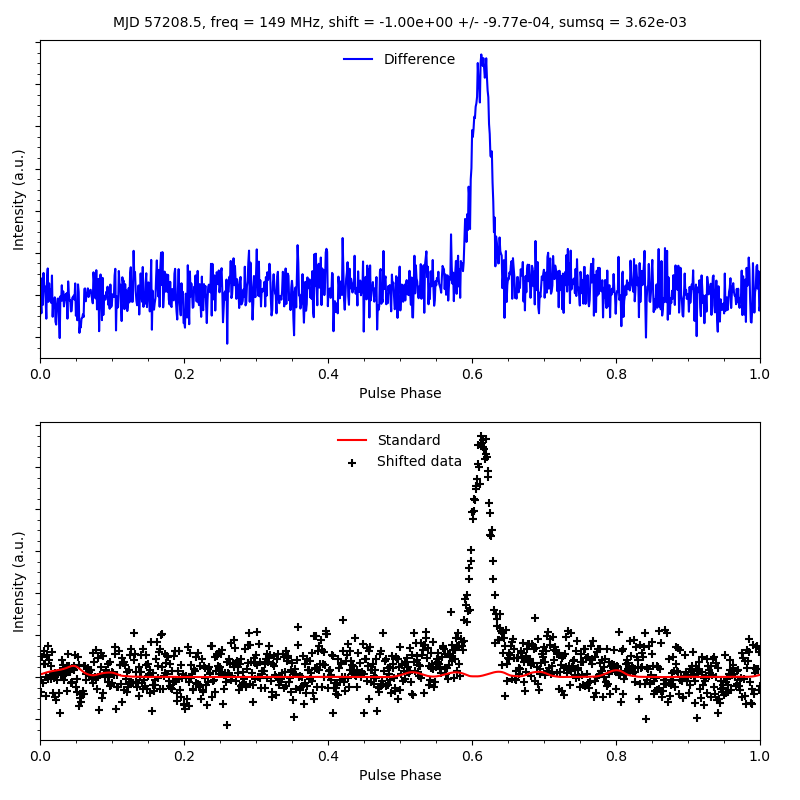 MJD 57208.5, freq = 149 MHz, shift = -1.00e+00 +/- -9.77e-04, sumsq = 3.62e-03
Difference
Intensity (a.u.)
0.0 0.2 0.4 0.6 0.8 1.0
Pulse Phase
Standard
Shifted data
Intensity (a.u.)
0.0 0.2 0.4 0.6 0.8 1.0
Pulse Phase